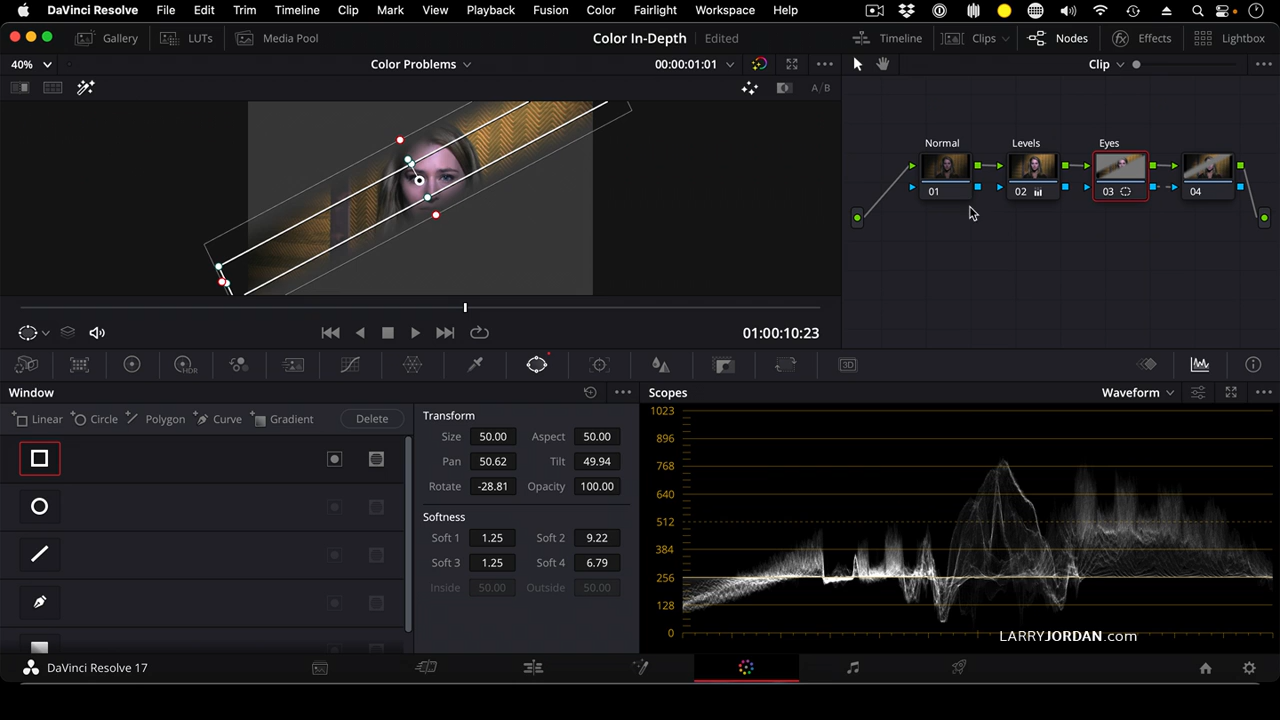 DaVinci Resolve File Edit Trim Timeline Clip Mark View Playback Fusion Color Fairlight Workspace Help
Gallery LUTs Media Pool Color In-Depth Edited Timeline Clips Nodes Effects Lightbox
40% Color Problems 00:00:01:01 Clip
A/B
Normal Levels Eyes
01 02 03 04
01:00:10:23
HDR 3D
Window
Scopes Waveform
Linear Circle Polygon Curve Gradient Delete
Transform
Size 50.00 Aspect 50.00
Pan 50.62 Tilt 49.94
Rotate -28.81 Opacity 100.00
Softness
Soft 1 1.25 Soft 2 9.22
Soft 3 1.25 Soft 4 6.79
Inside 50.00 Outside 50.00
1023
896
768
640
512
384
256
128
0
LARRYJORDAN.com
DaVinci Resolve 17